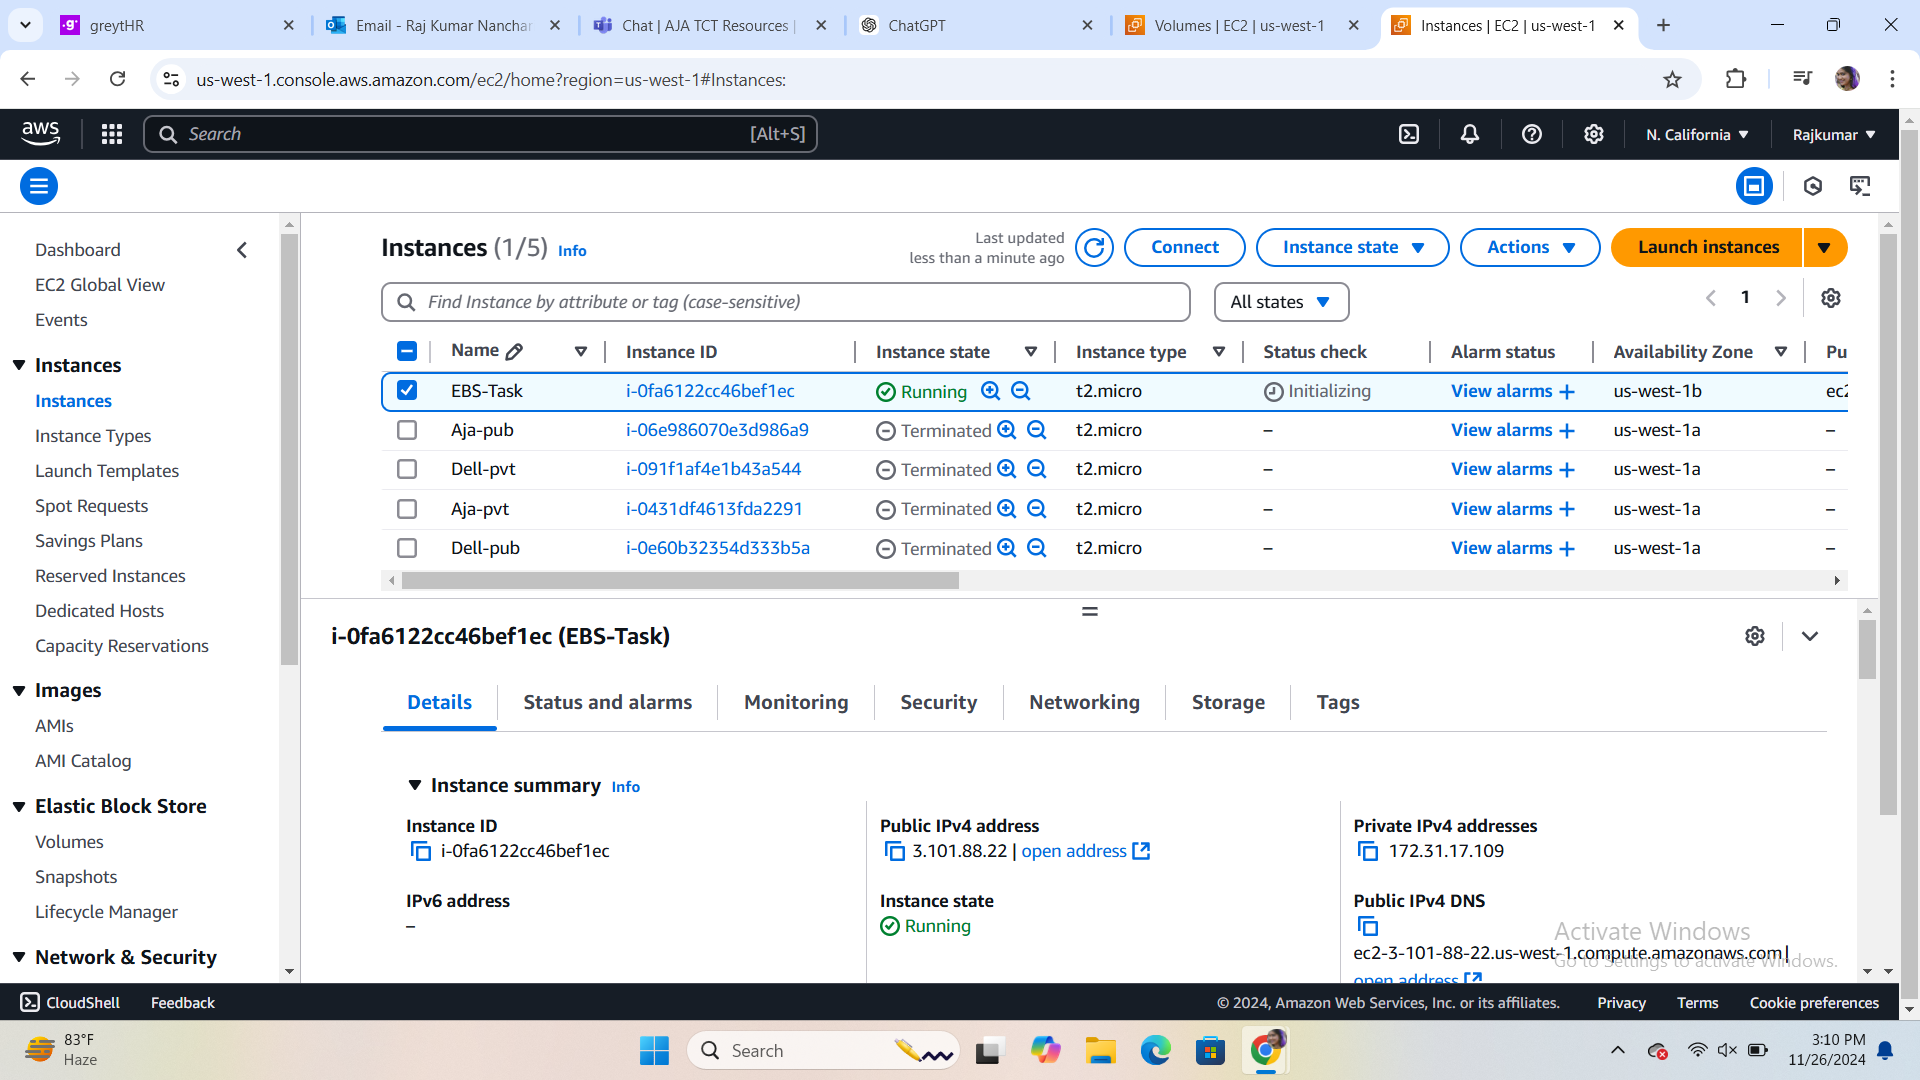 greytHR
Email - Raj Kumar Nanchar
Chat | AJA TCT Resources |
ChatGPT
Volumes | EC2 | us-west-1
Instances | EC2 | us-west-1
us-west-1.console.aws.amazon.com/ec2/home?region=us-west-1#Instances:
aws
Search
[Alt+S]
N. California
Rajkumar
Dashboard
EC2 Global View
Events
Instances
Instances
Instance Types
Launch Templates
Spot Requests
Savings Plans
Reserved Instances
Dedicated Hosts
Capacity Reservations
Images
AMIs
AMI Catalog
Elastic Block Store
Volumes
Snapshots
Lifecycle Manager
Network & Security
Instances (1/5) Info
Last updated
less than a minute ago
Connect
Instance state
Actions
Launch instances
Find Instance by attribute or tag (case-sensitive)
All states
1
Name Instance ID Instance state Instance type Status check Alarm status Availability Zone Pu
EBS-Task i-0fa6122cc46bef1ec Running t2.micro Initializing View alarms + us-west-1b ec2
Aja-pub i-06e986070e3d986a9 Terminated t2.micro – View alarms + us-west-1a –
Dell-pvt i-091f1af4e1b43a544 Terminated t2.micro – View alarms + us-west-1a –
Aja-pvt i-0431df4613fda2291 Terminated t2.micro – View alarms + us-west-1a –
Dell-pub i-0e60b32354d333b5a Terminated t2.micro – View alarms + us-west-1a –
i-0fa6122cc46bef1ec (EBS-Task)
Details
Status and alarms
Monitoring
Security
Networking
Storage
Tags
Instance summary Info
Instance ID
i-0fa6122cc46bef1ec
Public IPv4 address
3.101.88.22 | open address
Private IPv4 addresses
172.31.17.109
IPv6 address
–
Instance state
Running
Public IPv4 DNS
ec2-3-101-88-22.us-west-1.compute.amazonaws.com |
open address
Activate Windows
Go to Settings to activate Windows.
CloudShell
Feedback
© 2024, Amazon Web Services, Inc. or its affiliates.
Privacy
Terms
Cookie preferences
83°F
Haze
Search
3:10 PM
11/26/2024